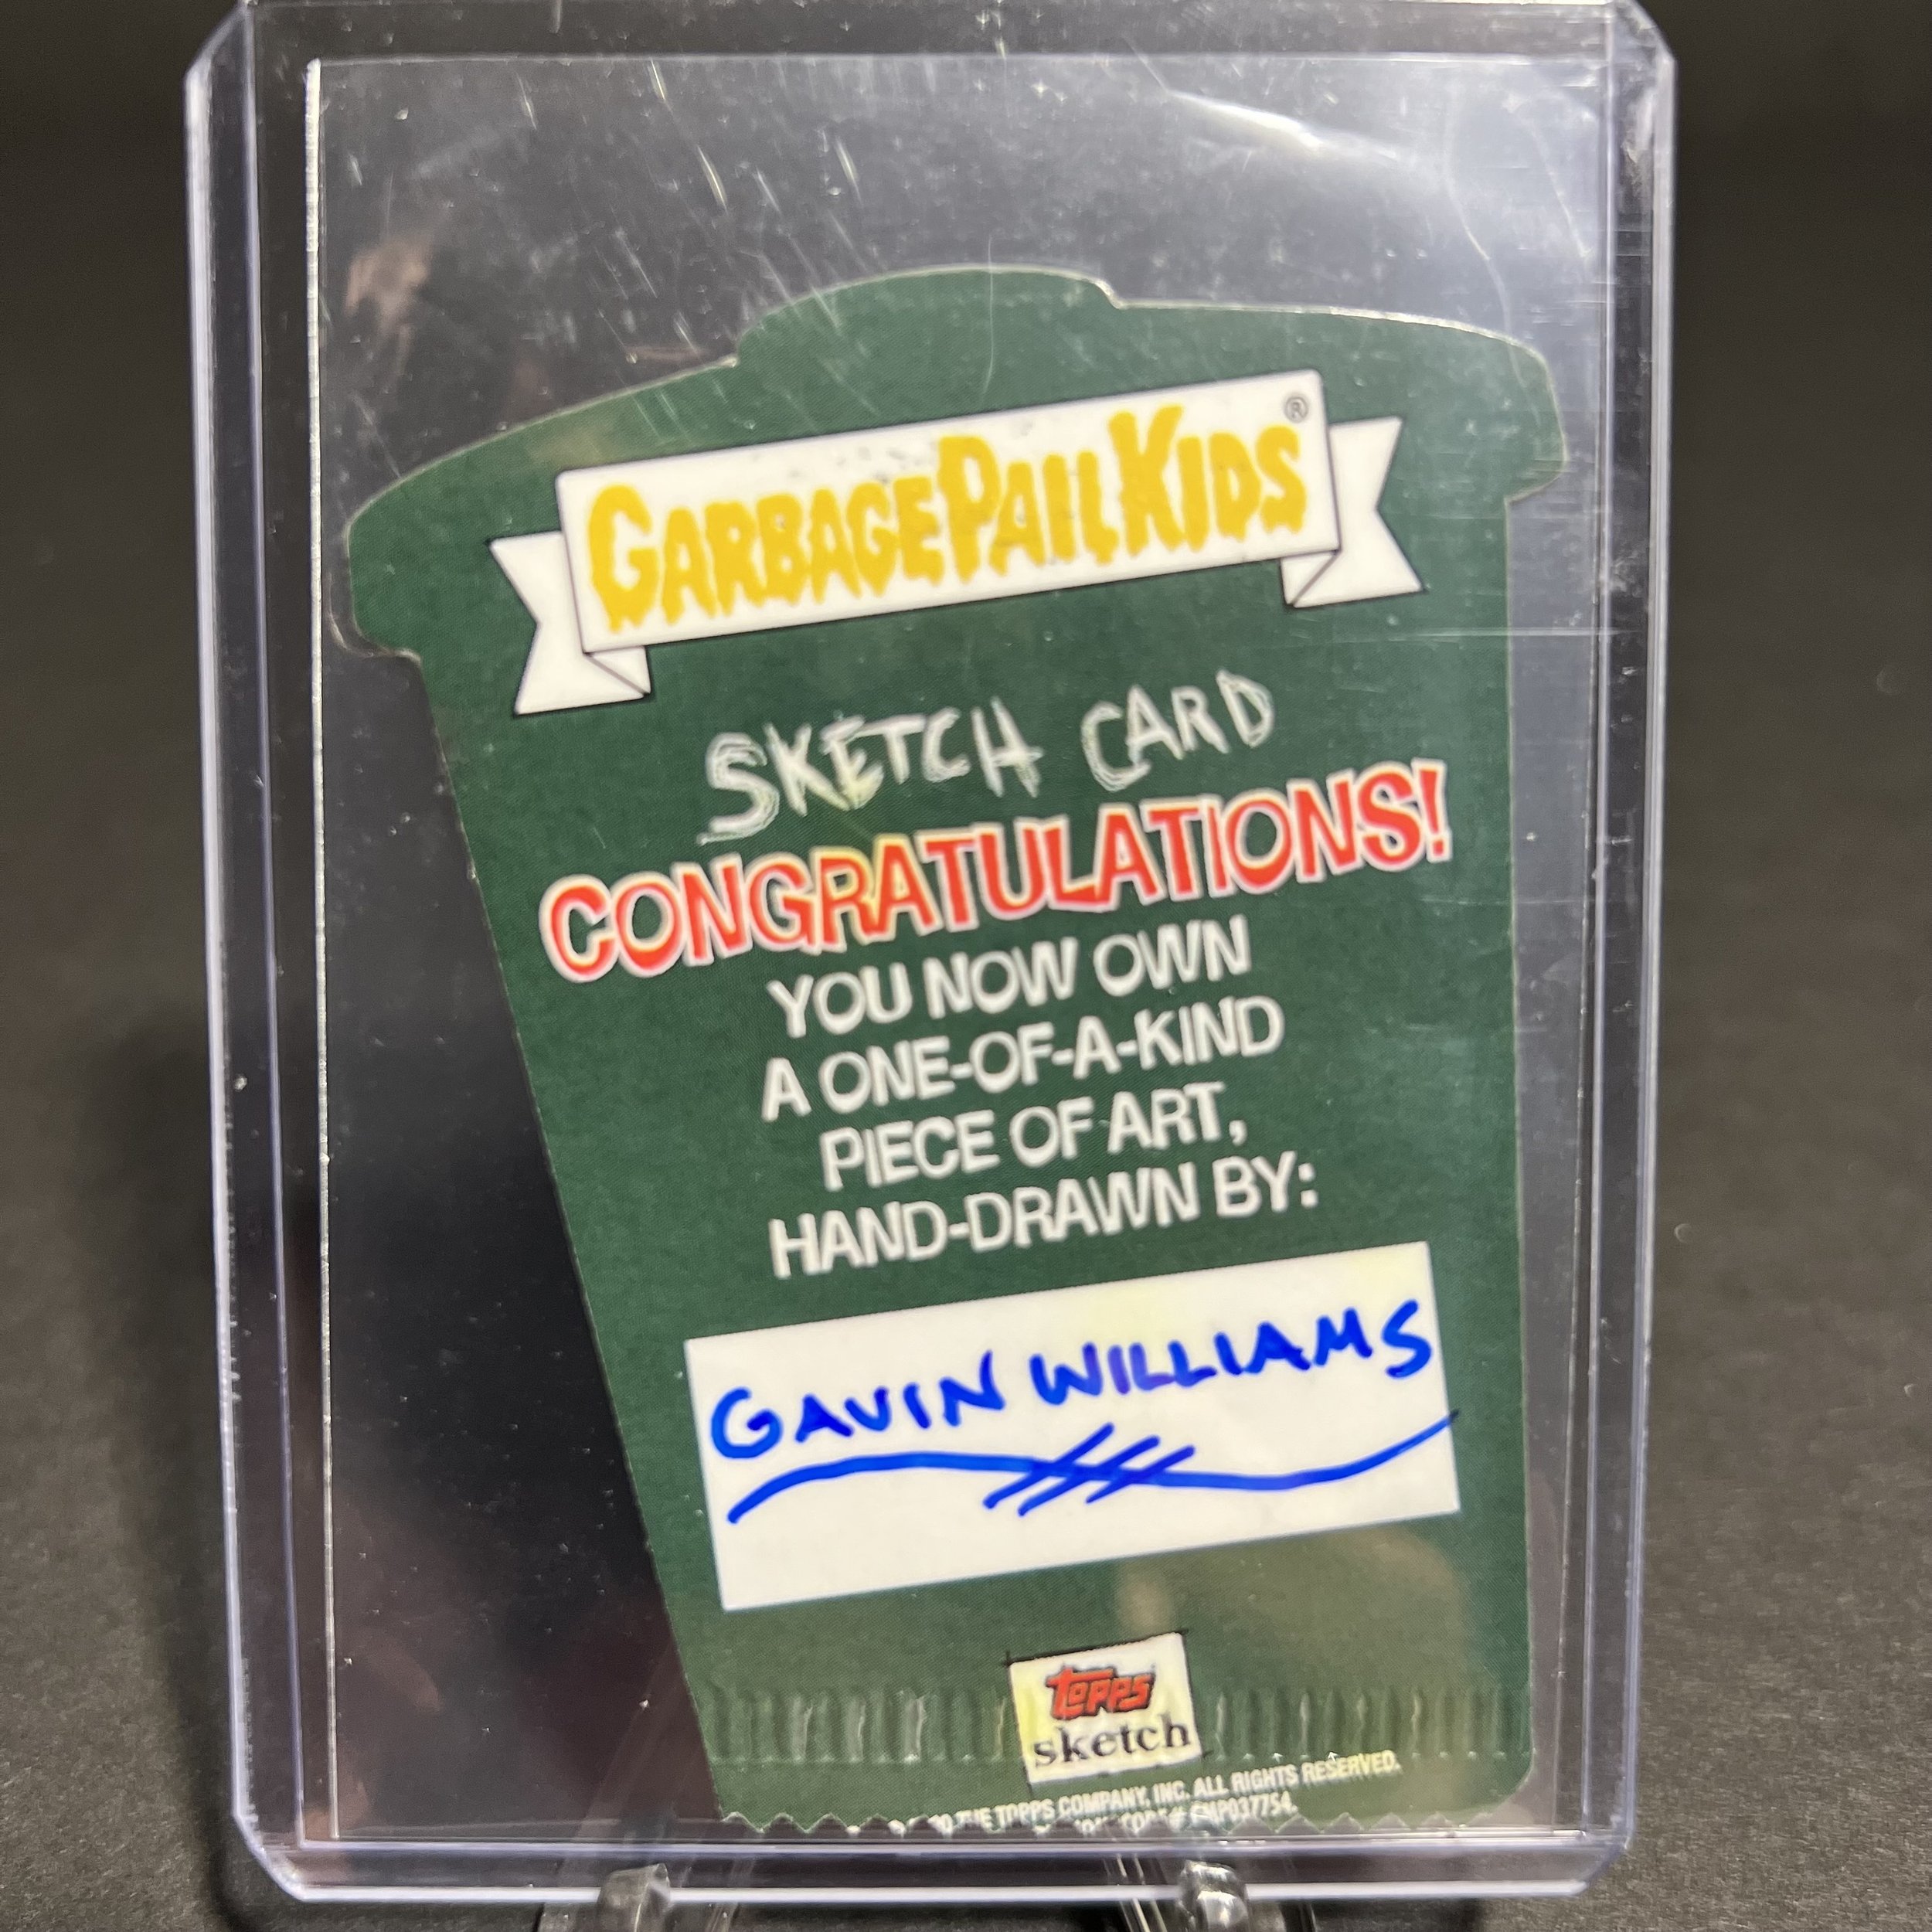 GARBAGE PAIL KIDS®
SKETCH CARD
CONGRATULATIONS!
YOU NOW OWN
A ONE-OF-A-KIND
PIECE OF ART,
HAND-DRAWN BY:
GAVIN WILLIAMS
topps
sketch
THE TOPPS COMPANY, INC. ALL RIGHTS RESERVED.